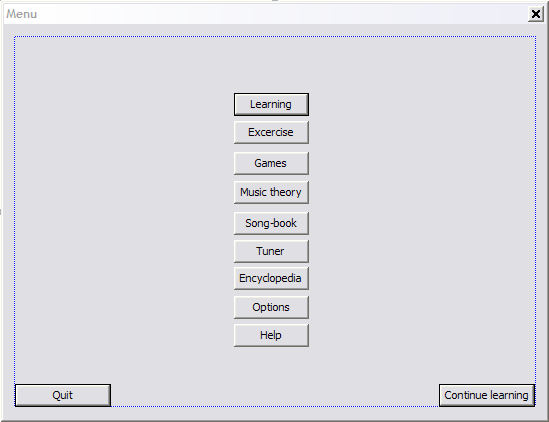 Menu
Learning
Excercise
Games
Music theory
Song-book
Tuner
Encyclopedia
Options
Help
Quit
Continue learning